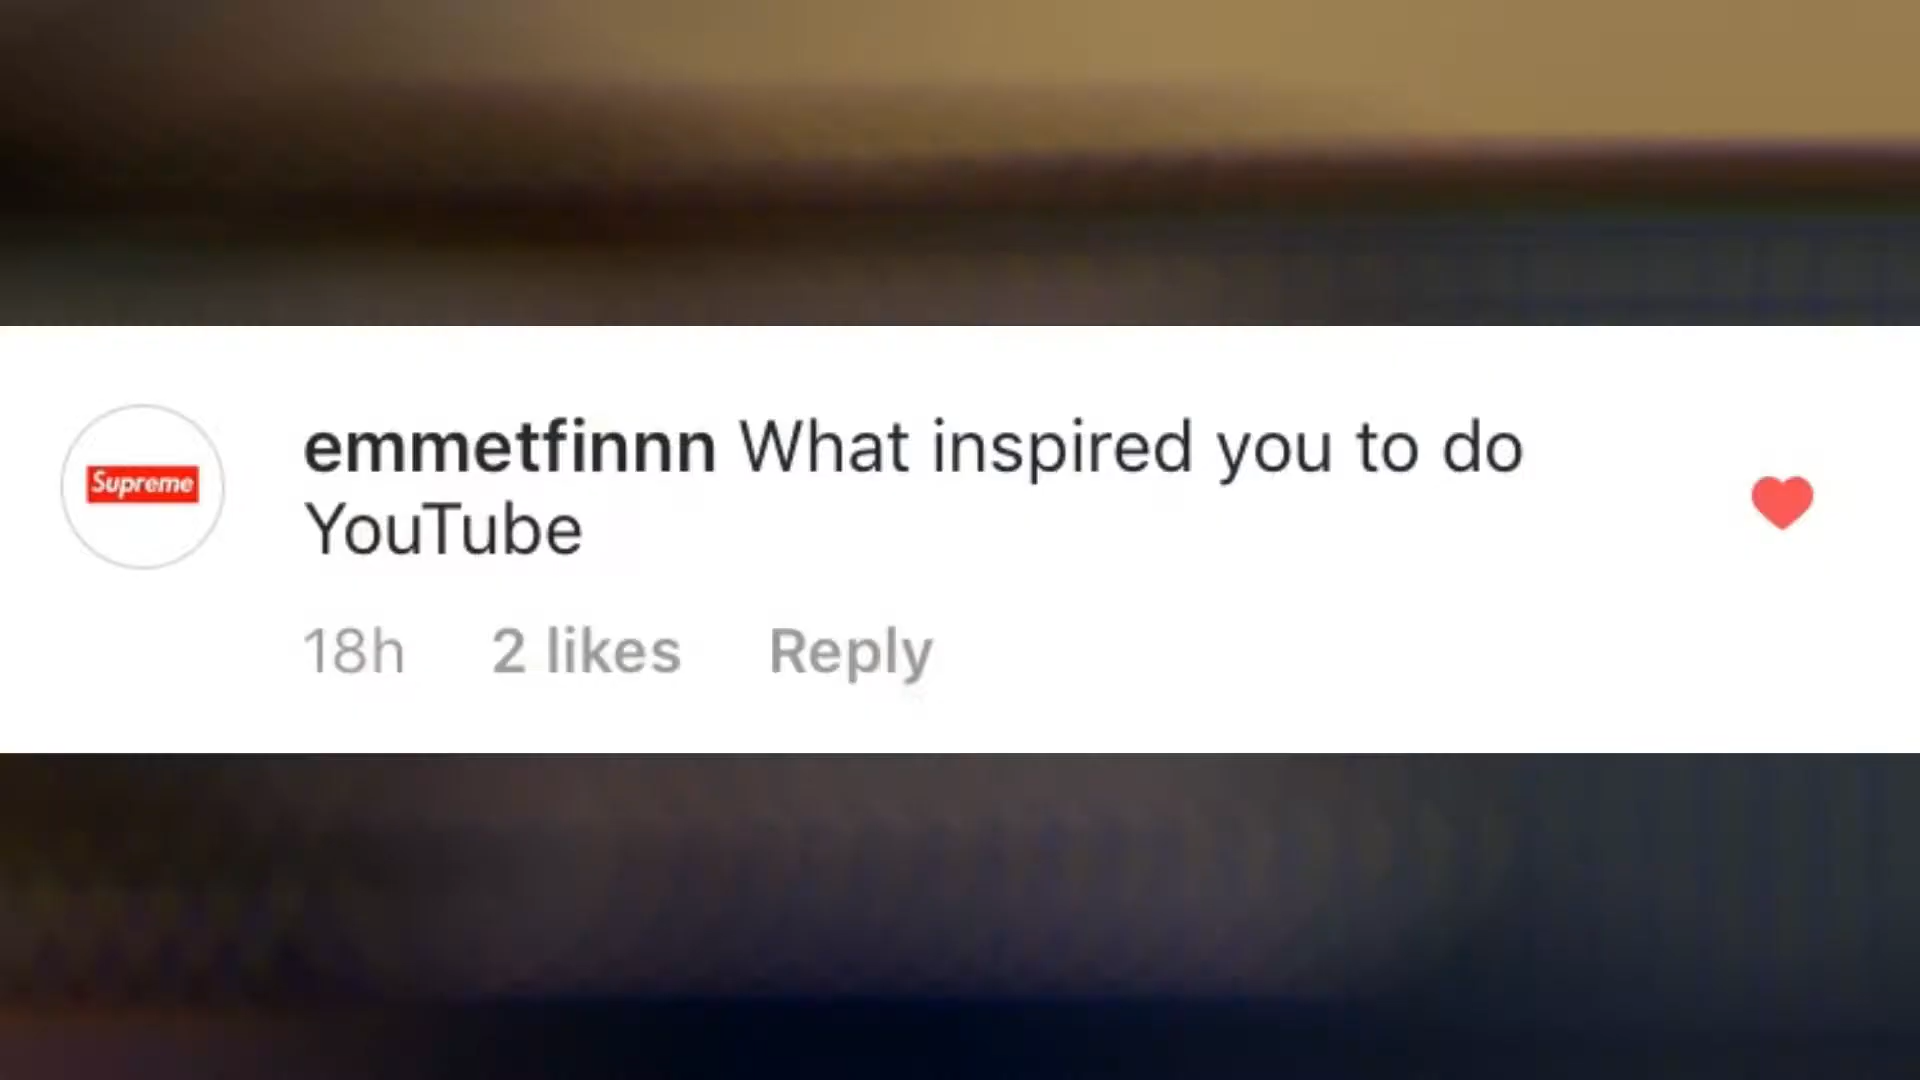 Supreme
emmetfinnn What inspired you to do
YouTube
18h 2 likes Reply